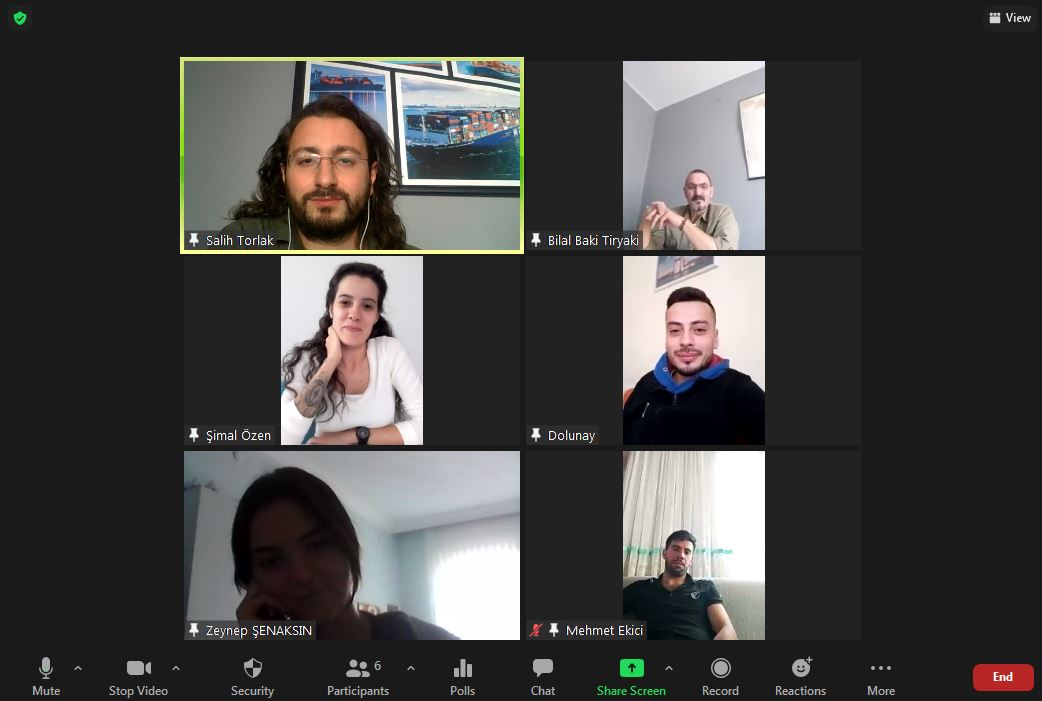 View
Salih Torlak
Bilal Baki Tiryaki
Şimal Özen
Dolunay
Zeynep ŞENAKSIN
Mehmet Ekici
6
Mute
Stop Video
Security
Participants
Polls
Chat
Share Screen
Record
Reactions
More
End